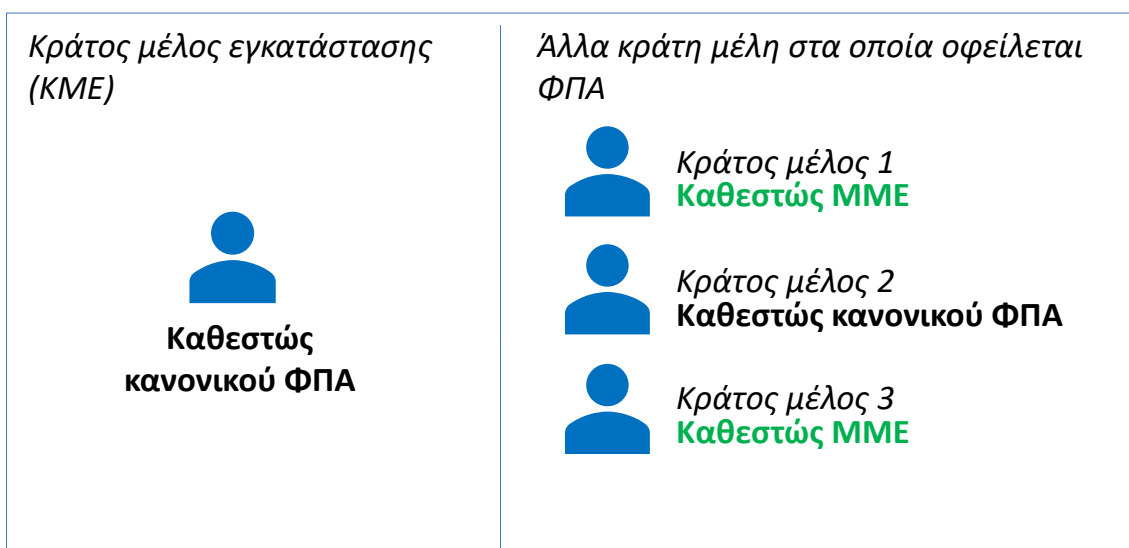 Κράτος μέλος εγκατάστασης
(ΚΜΕ)
Καθεστώς
κανονικού ΦΠΑ
Άλλα κράτη μέλη στα οποία οφείλεται
ΦΠΑ
Κράτος μέλος 1
Καθεστώς ΜΜΕ
Κράτος μέλος 2
Καθεστώς κανονικού ΦΠΑ
Κράτος μέλος 3
Καθεστώς ΜΜΕ